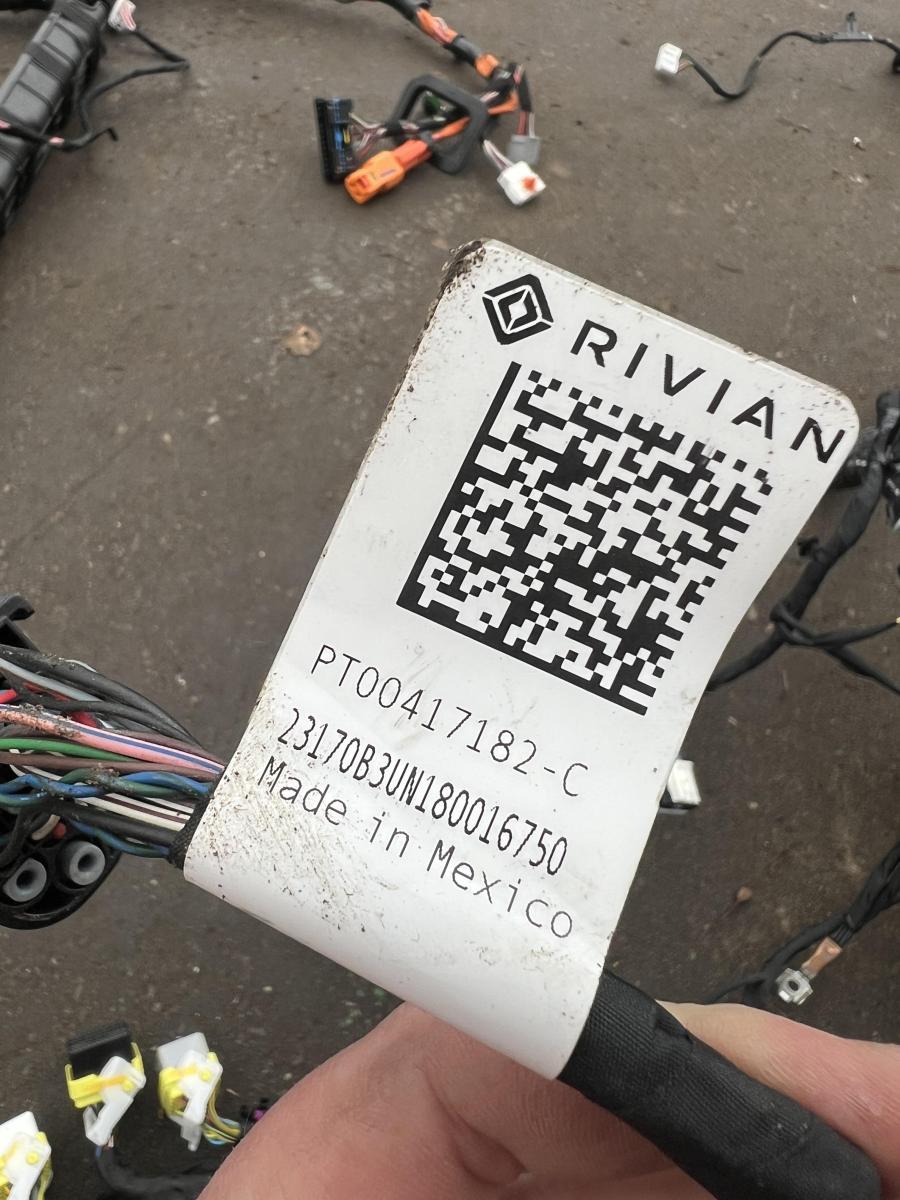 RIVIAN
PT00417182-C
23170B3UN180016750
Made in Mexico